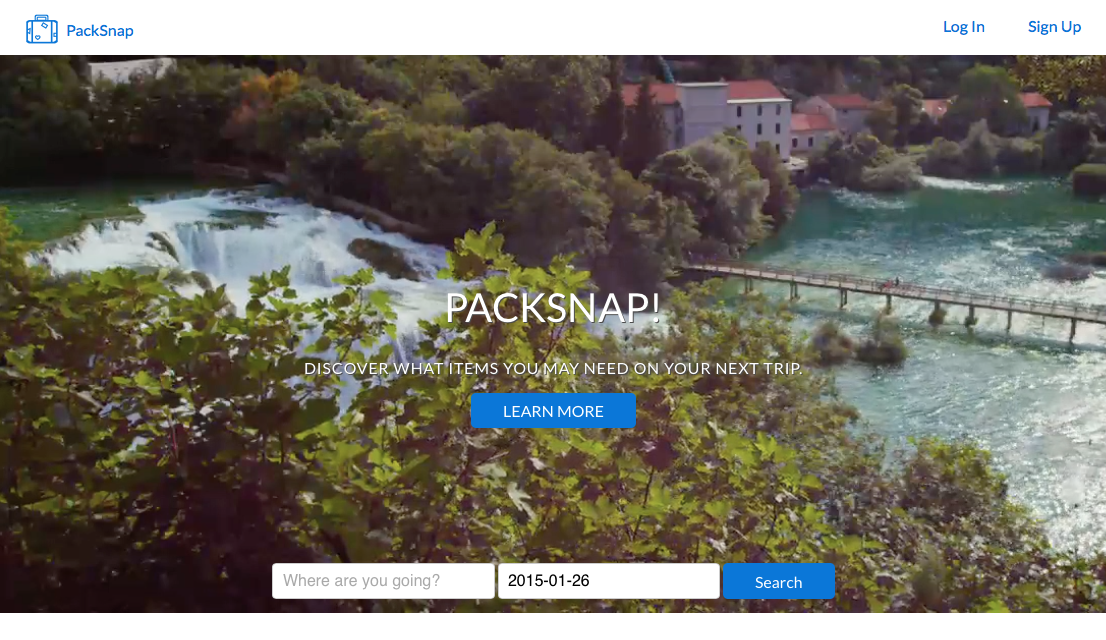 PackSnap
Log In
Sign Up
PACKSNAP!
DISCOVER WHAT ITEMS YOU MAY NEED ON YOUR NEXT TRIP.
LEARN MORE
Where are you going?
2015-01-26
Search